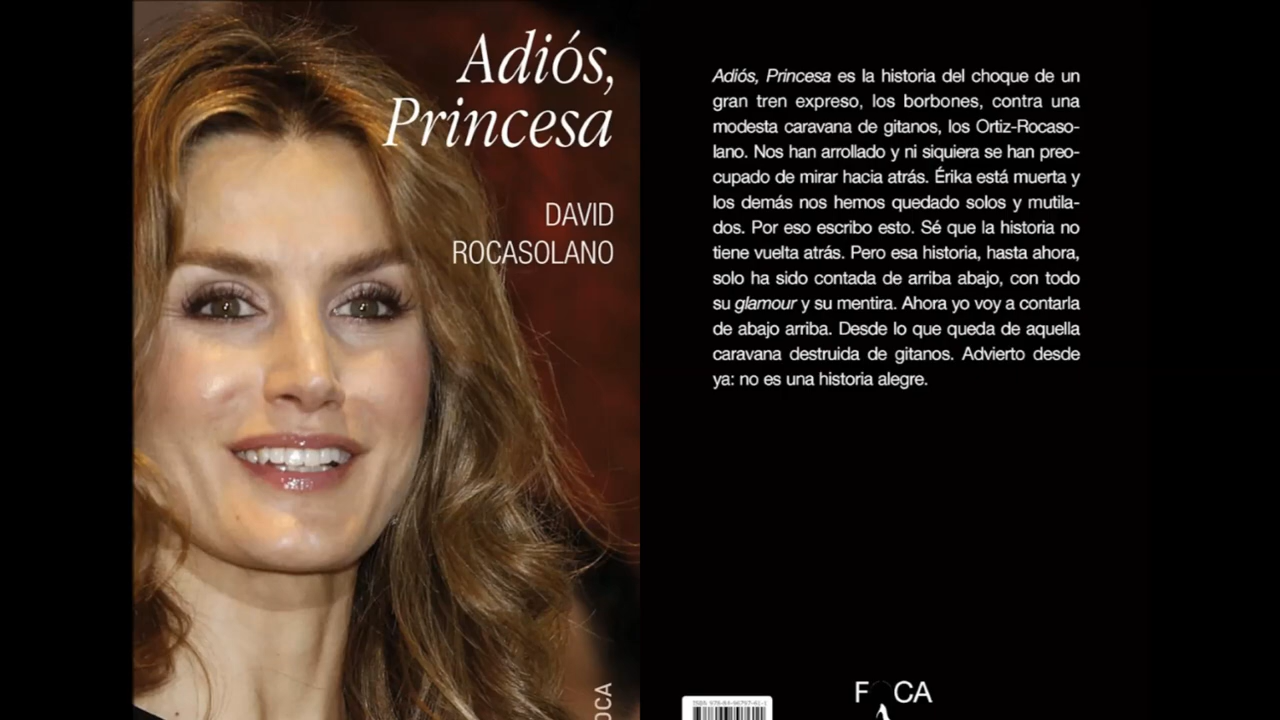 Adiós,
Princesa
DAVID
ROCASOLANO
Adiós, Princesa es la historia del choque de un
gran tren expreso, los borbones, contra una
modesta caravana de gitanos, los Ortiz-Rocaso-
lano. Nos han arrollado y ni siquiera se han preo-
cupado de mirar hacia atrás. Érika está muerta y
los demás nos hemos quedado solos y mutila-
dos. Por eso escribo esto. Sé que la historia no
tiene vuelta atrás. Pero esa historia, hasta ahora,
solo ha sido contada de arriba abajo, con todo
su glamour y su mentira. Ahora yo voy a contarla
de abajo arriba. Desde lo que queda de aquella
caravana destruida de gitanos. Advierto desde
ya: no es una historia alegre.
OCA
F CA